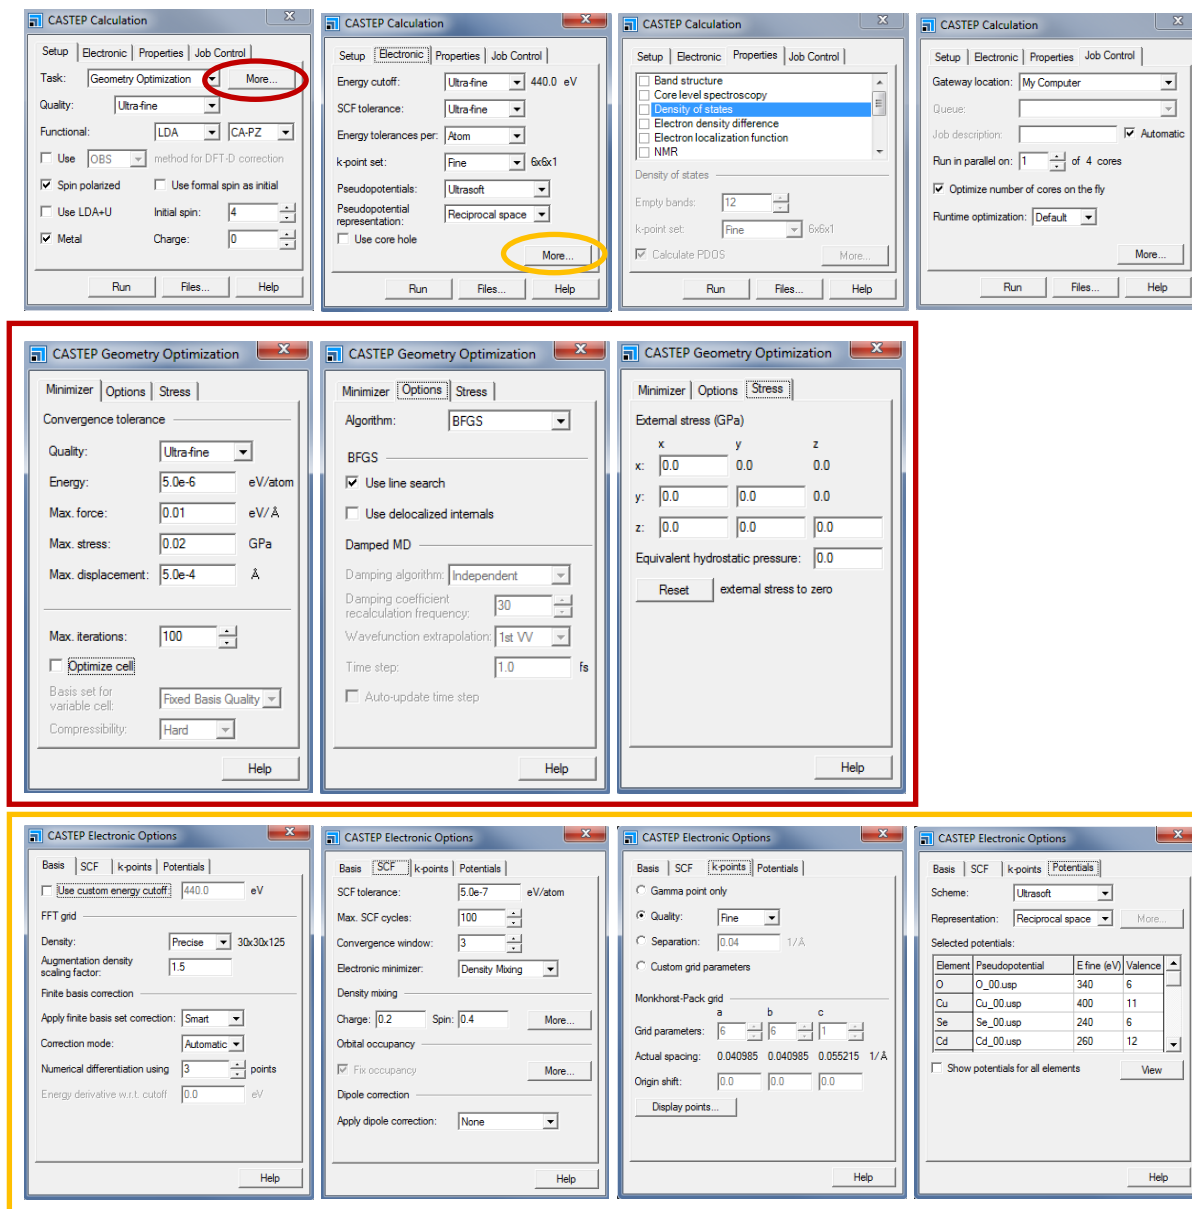 CASTEP Calculation
Setup Electronic Properties Job Control
Task: Geometry Optimization More...
Quality: Ultra-fine
Functional: LDA CA-PZ
Use OBS method for DFT-D correction
Spin polarized Use formal spin as initial
Use LDA+U Initial spin: 4
Metal Charge: 0
Run Files... Help
CASTEP Calculation
Setup Electronic Properties Job Control
Energy cutoff: Ultra-fine 440.0 eV
SCF tolerance: Ultra-fine
Energy tolerances per: Atom
k-point set: Fine 6x6x1
Pseudopotentials: Ultrasoft
Pseudopotential
representation: Reciprocal space
Use core hole
More...
Run Files... Help
CASTEP Calculation
Setup Electronic Properties Job Control
Band structure
Core level spectroscopy
Density of states
Electron density difference
Electron localization function
NMR
Density of states
Empty bands: 12
k-point set: Fine 6x6x1
Calculate PDOS More...
Run Files... Help
CASTEP Calculation
Setup Electronic Properties Job Control
Gateway location: My Computer
Queue:
Job description: Automatic
Run in parallel on: 1 of 4 cores
Optimize number of cores on the fly
Runtime optimization: Default
More...
Run Files... Help
CASTEP Geometry Optimization
Minimizer Options Stress
Convergence tolerance
Quality: Ultra-fine
Energy: 5.0e-6 eV/atom
Max. force: 0.01 eV/Å
Max. stress: 0.02 GPa
Max. displacement: 5.0e-4 Å
Max. iterations: 100
Optimize cell
Basis set for
variable cell: Fixed Basis Quality
Compressibility: Hard
Help
CASTEP Geometry Optimization
Minimizer Options Stress
Algorithm: BFGS
BFGS
Use line search
Use delocalized internals
Damped MD
Damping algorithm: Independent
Damping coefficient
recalculation frequency: 30
Wavefunction extrapolation: 1st VV
Time step: 1.0 fs
Auto-update time step
Help
CASTEP Geometry Optimization
Minimizer Options Stress
External stress (GPa)
x y z
x: 0.0 0.0 0.0
y: 0.0 0.0 0.0
z: 0.0 0.0 0.0
Equivalent hydrostatic pressure: 0.0
Reset external stress to zero
Help
CASTEP Electronic Options
Basis SCF k-points Potentials
Use custom energy cutoff: 440.0 eV
FFT grid
Density: Precise 30x30x125
Augmentation density
scaling factor: 1.5
Finite basis correction
Apply finite basis set correction: Smart
Correction mode: Automatic
Numerical differentiation using 3 points
Energy derivative w.r.t. cutoff 0.0 eV
Help
CASTEP Electronic Options
Basis SCF k-points Potentials
SCF tolerance: 5.0e-7 eV/atom
Max. SCF cycles: 100
Convergence window: 3
Electronic minimizer: Density Mixing
Density mixing
Charge: 0.2 Spin: 0.4 More...
Orbital occupancy
Fix occupancy More...
Dipole correction
Apply dipole correction: None
Help
CASTEP Electronic Options
Basis SCF k-points Potentials
Gamma point only
Quality: Fine
Separation: 0.04 1/Å
Custom grid parameters
Monkhorst-Pack grid
a b c
Grid parameters: 6 6 1
Actual spacing: 0.040985 0.040985 0.055215 1/Å
Origin shift: 0.0 0.0 0.0
Display points...
Help
CASTEP Electronic Options
Basis SCF k-points Potentials
Scheme: Ultrasoft
Representation: Reciprocal space More...
Selected potentials:
Element Pseudopotential E fine (eV) Valence
O O_00.usp 340 6
Cu Cu_00.usp 400 11
Se Se_00.usp 240 6
Cd Cd_00.usp 260 12
Show potentials for all elements View
Help